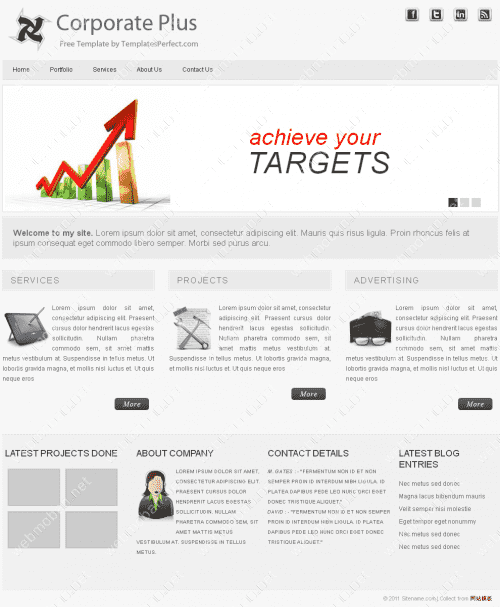 Corporate Plus
Free Template by TemplatesPerfect.com
Home Portfolio Services About Us Contact Us
achieve your
TARGETS
Welcome to my site. Lorem ipsum dolor sit amet, consectetur adipiscing elit. Mauris quis risus ligula. Proin rhoncus felis at
ipsum consequat eget commodo libero semper. Morbi sed purus arcu.
SERVICES
Lorem ipsum dolor sit amet,
consectetur adipiscing elit. Praesent
cursus dolor hendrerit lacus egestas
sollicitudin. Nullam pharetra
commodo sem, sit amet mattis
metus vestibulum at. Suspendisse in tellus metus. Ut
lobortis gravida magna, et mollis nisl luctus et. Ut quis
neque eros
More
PROJECTS
Lorem ipsum dolor sit amet, consectetur
adipiscing elit. Praesent cursus dolor
hendrerit lacus egestas sollicitudin.
Nullam pharetra commodo sem, sit
amet mattis metus vestibulum at.
Suspendisse in tellus metus. Ut lobortis gravida magna,
et mollis nisl luctus et. Ut quis neque eros
More
ADVERTISING
Lorem ipsum dolor sit amet,
consectetur adipiscing elit. Praesent
cursus dolor hendrerit lacus egestas
sollicitudin. Nullam pharetra
commodo sem, sit amet mattis
metus vestibulum at. Suspendisse in tellus metus. Ut
lobortis gravida magna, et mollis nisl luctus et. Ut quis
neque eros
More
LATEST PROJECTS DONE
ABOUT COMPANY
LOREM IPSUM DOLOR SIT AMET,
CONSECTETUR ADIPISCING ELIT.
PRAESENT CURSUS DOLOR
HENDRERIT LACUS EGESTAS
SOLLICITUDIN. NULLAM
PHARETRA COMMODO SEM, SIT
AMET MATTIS METUS
VESTIBULUM AT. SUSPENDISSE IN TELLUS
METUS.
CONTACT DETAILS
:- "FERMENTUM NON ID ET NON
SEMPER PROIN ID INTERDUM NIBH LIGULA. ID
PLATEA DAPIBUS PEDE LEO NUNC ORCI EGET
DONEC TRISTIQUE ALIQUET."
DAVID :- "FERMENTUM NON ID ET NON SEMPER
PROIN ID INTERDUM NIBH LIGULA. ID PLATEA
DAPIBUS PEDE LEO NUNC ORCI EGET DONEC
TRISTIQUE ALIQUET."
LATEST BLOG
ENTRIES
Nec metus sed donec
Magna lacus bibendum mauris
Velit semper nisi molestie
Eget tempor eget nonummy
Nec metus sed donec
Nec metus sed donec
© 2011 Sitename.com | Collect from 网站模板